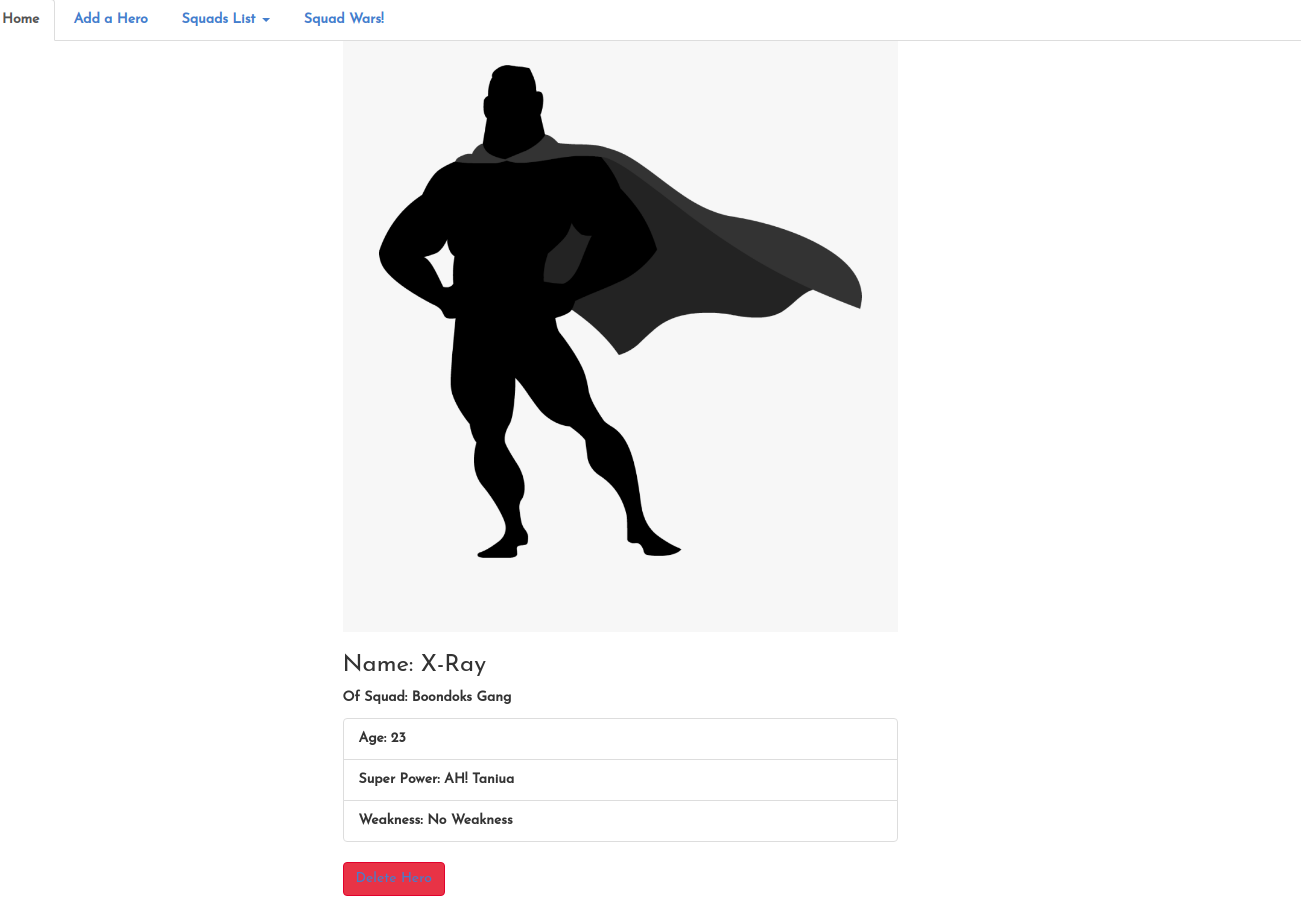 Home Add a Hero Squads List Squad Wars!
Name: X-Ray
Of Squad: Boondoks Gang
Age: 23
Super Power: AH! Taniua
Weakness: No Weakness
Delete Hero